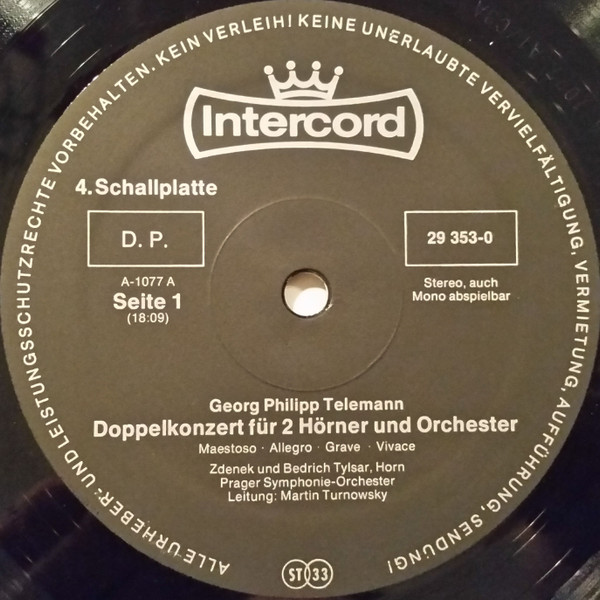 ALLE URHEBER- UND LEISTUNGSSCHUTZRECHTE VORBEHALTEN. KEIN VERLEIH! KEINE UNERLAUBTE VERVIELFÄLTIGUNG, VERMIETUNG, AUFFÜHRUNG, SENDUNG!
Intercord
4. Schallplatte
D. P.
29 353-0
A-1077 A
Seite 1
(18:09)
Stereo, auch
Mono abspielbar
Georg Philipp Telemann
Doppelkonzert für 2 Hörner und Orchester
Maestoso · Allegro · Grave · Vivace
Zdenek und Bedrich Tylsar, Horn
Prager Symphonie-Orchester
Leitung: Martin Turnowsky
ST 33